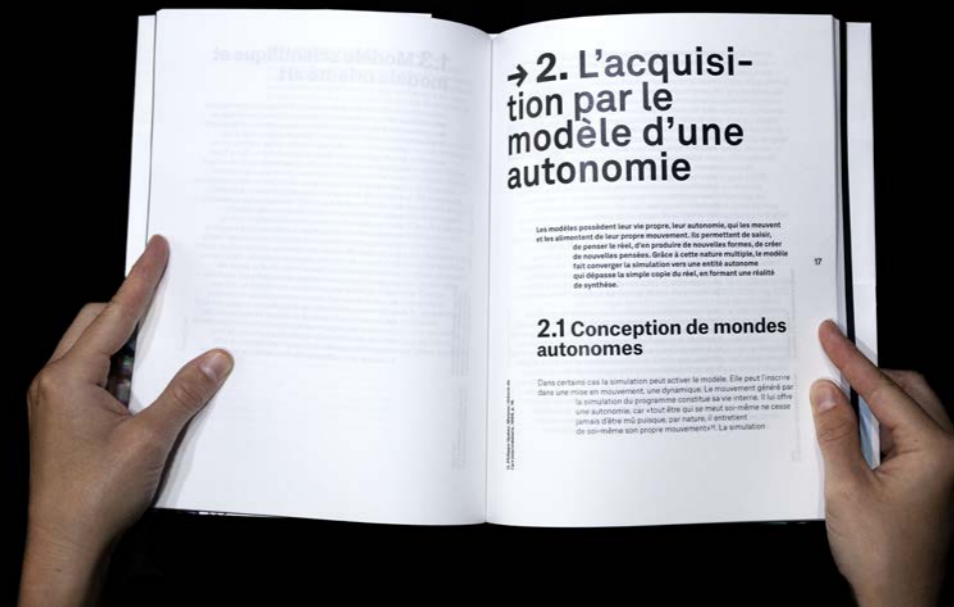 → 2. L’acquisi-
tion par le
modèle d’une
autonomie
Les modèles possèdent leur vie propre, leur autonomie, qui les meuvent
et les alimentent de leur propre mouvement. Ils permettent de saisir,
de penser le réel, d’en produire de nouvelles formes, de créer
de nouvelles pensées. Grâce à cette nature multiple, le modèle
fait converger la simulation vers une entité autonome
qui dépasse la simple copie du réel, en formant une réalité
de synthèse.
17
2.1 Conception de mondes
autonomes
Dans certains cas la simulation peut activer le modèle. Elle peut l’inscrire
dans une mise en mouvement, une dynamique. Le mouvement généré par
la simulation du programme constitue sa vie interne. Il lui offre
une autonomie, car «tout être qui se meut soi-même ne cesse
jamais d’être mû puisque, par nature, il entretient
de soi-même son propre mouvement». La simulation